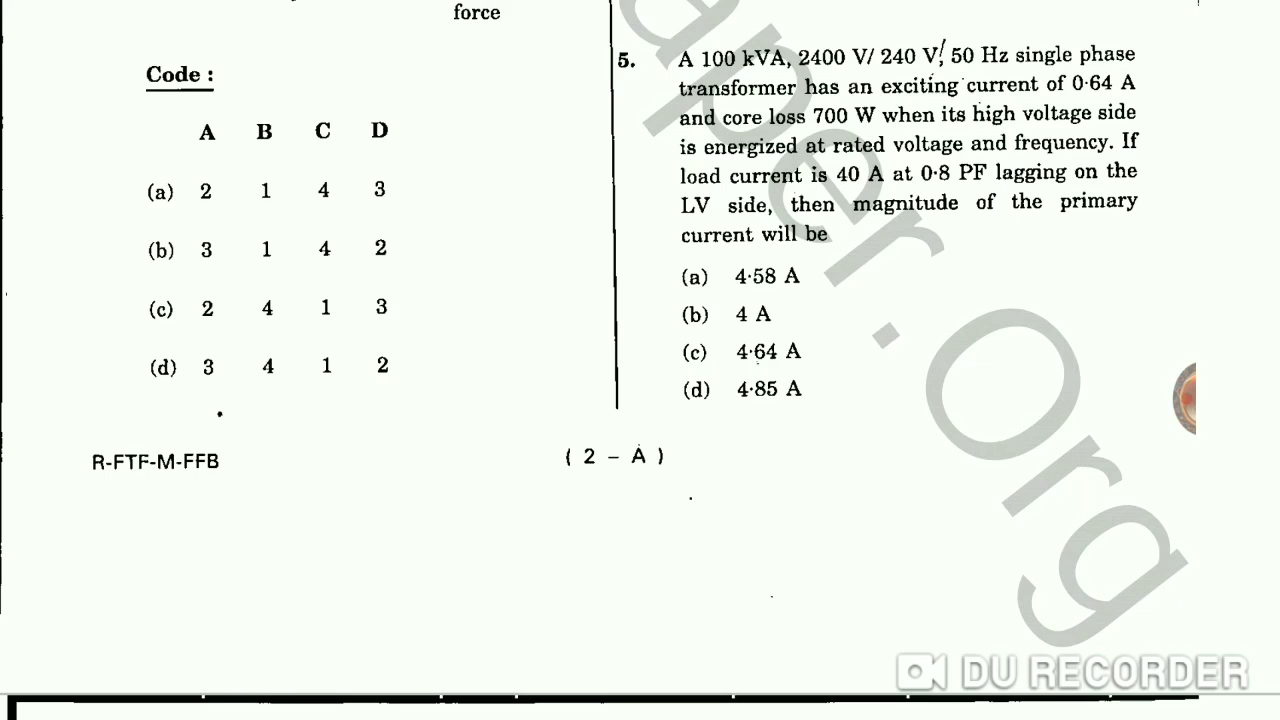 force
Code :
A B C D
(a) 2 1 4 3
(b) 3 1 4 2
(c) 2 4 1 3
(d) 3 4 1 2
5. A 100 kVA, 2400 V/ 240 V, 50 Hz single phase
transformer has an exciting current of 0·64 A
and core loss 700 W when its high voltage side
is energized at rated voltage and frequency. If
load current is 40 A at 0·8 PF lagging on the
LV side, then magnitude of the primary
current will be
(a) 4·58 A
(b) 4 A
(c) 4·64 A
(d) 4·85 A
R-FTF-M-FFB
( 2 – A )
aper.Org
DU RECORDER